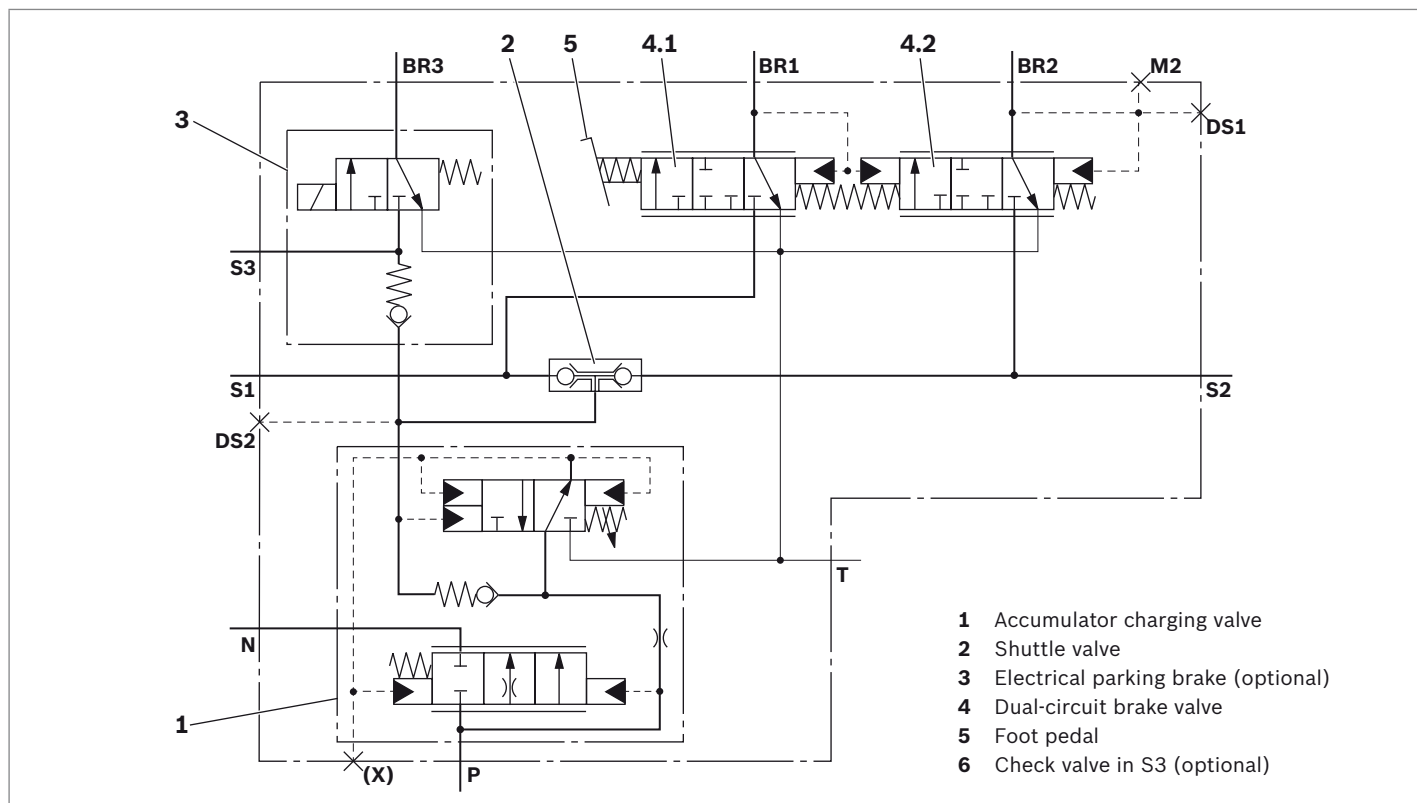 2 5 4.1 4.2
BR3 BR1 BR2 M2
3
DS1
S3
S1 S2
DS2
T
N
1
(X) P
1 Accumulator charging valve
2 Shuttle valve
3 Electrical parking brake (optional)
4 Dual-circuit brake valve
5 Foot pedal
6 Check valve in S3 (optional)